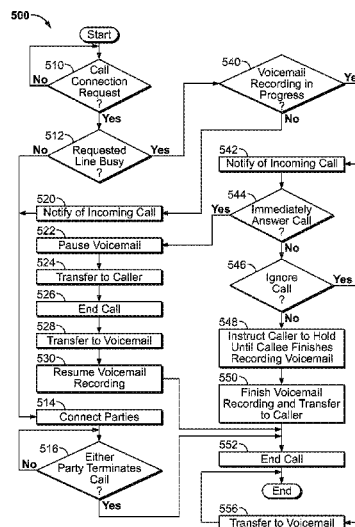 500
Start
510
Call
Connection
Request
?
No
Yes
512
Requested
Line Busy
?
No
Yes
540
Voicemail
Recording in
Progress
?
Yes
No
542
Notify of Incoming Call
544
Immediately
Answer Call
?
Yes
No
546
Ignore
Call
?
Yes
No
520
Notify of Incoming Call
522
Pause Voicemail
524
Transfer to Caller
526
End Call
528
Transfer to Voicemail
530
Resume Voicemail
Recording
514
Connect Parties
516
Either
Party Terminates
Call
?
No
Yes
548
Instruct Caller to Hold
Until Callee Finishes
Recording Voicemail
550
Finish Voicemail
Recording and Transfer
to Caller
552
End Call
End
556
Transfer to Voicemail